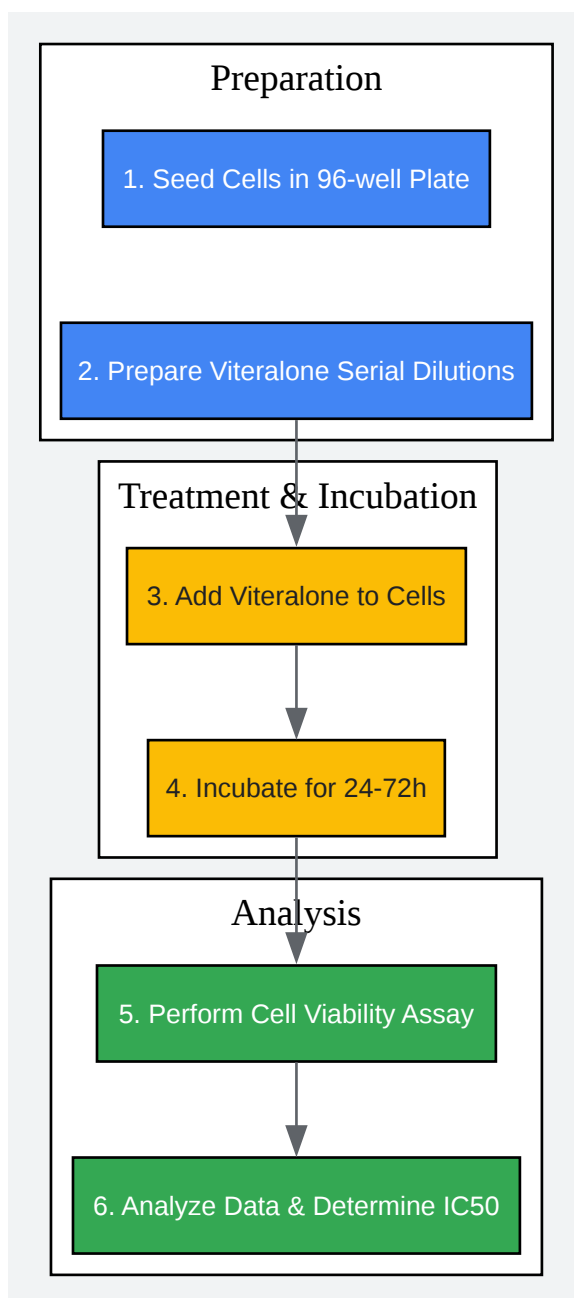 Preparation
1. Seed Cells in 96-well Plate
2. Prepare Viteralone Serial Dilutions
Treatment & Incubation
3. Add Viteralone to Cells
4. Incubate for 24-72h
Analysis
5. Perform Cell Viability Assay
6. Analyze Data & Determine IC50